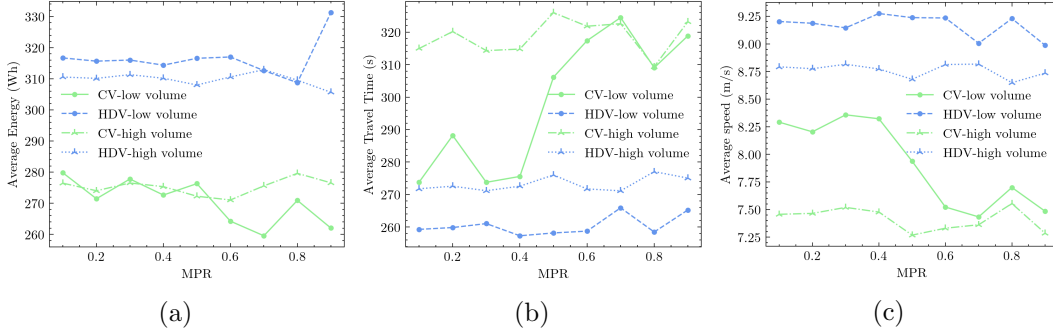 Average Energy (Wh)
330
320
310
300
290
280
270
260
CV-low volume
HDV-low volume
CV-high volume
HDV-high volume
0.2
0.4
0.6
0.8
MPR
(a)
Average Travel Time (s)
320
310
300
290
280
270
260
CV-low volume
HDV-low volume
CV-high volume
HDV-high volume
0.2
0.4
0.6
0.8
MPR
(b)
Average speed (m/s)
9.25
9.00
8.75
8.50
8.25
8.00
7.75
7.50
7.25
CV-low volume
HDV-low volume
CV-high volume
HDV-high volume
0.2
0.4
0.6
0.8
MPR
(c)